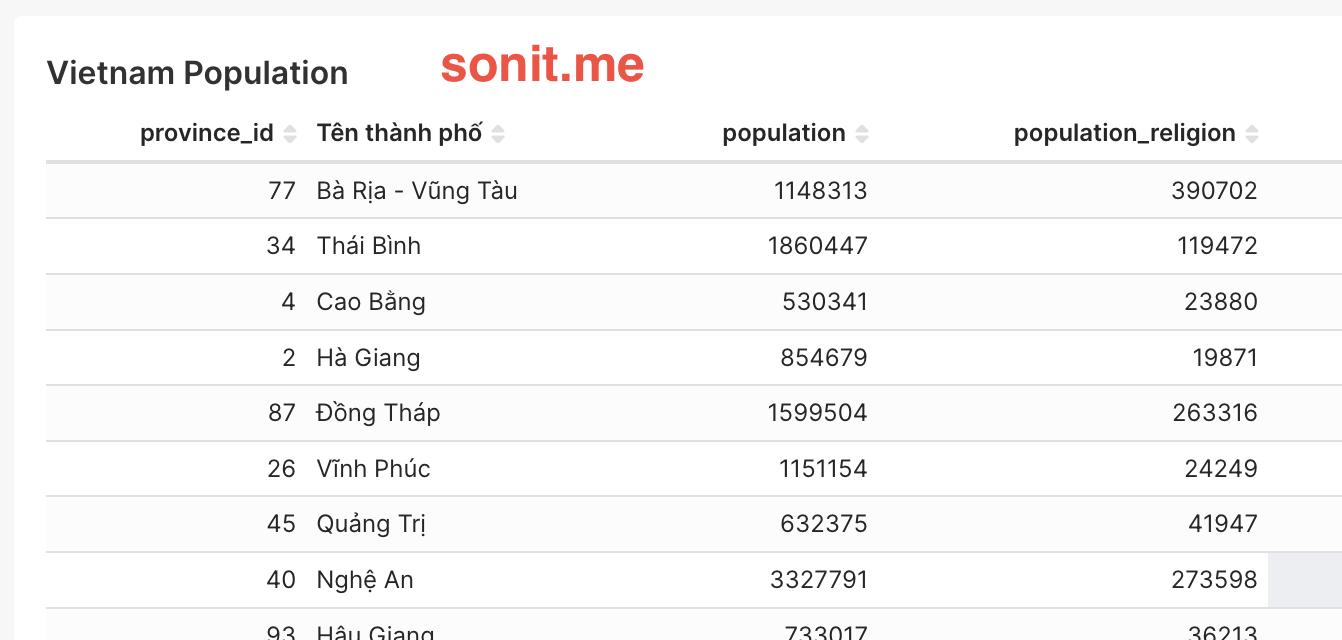 Vietnam Population sonit.me
province_id Tên thành phố population population_religion
77 Bà Rịa - Vũng Tàu 1148313 390702
34 Thái Bình 1860447 119472
4 Cao Bằng 530341 23880
2 Hà Giang 854679 19871
87 Đồng Tháp 1599504 263316
26 Vĩnh Phúc 1151154 24249
45 Quảng Trị 632375 41947
40 Nghệ An 3327791 273598
93 Hậu Giang 733017 36213